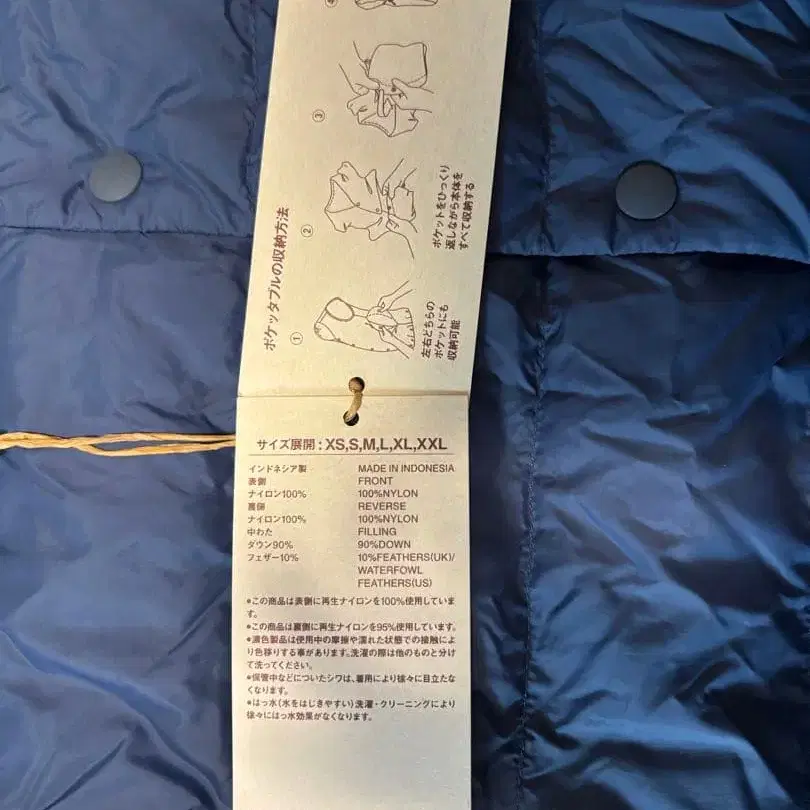 ポケッタブルの収納方法
①
左右どちらの
ポケットにも
収納可能
②
ポケットをひっくり
返しながら本体を
すべて収納する
③
サイズ展開：XS,S,M,L,XL,XXL
インドネシア製 MADE IN INDONESIA
表側 FRONT
ナイロン100% 100%NYLON
裏側 REVERSE
ナイロン100% 100%NYLON
中わた FILLING
ダウン90% 90%DOWN
フェザー10% 10%FEATHERS(UK)/
WATERFOWL
FEATHERS(US)
●この商品は表側に再生ナイロンを100%使用していま
す。
●この商品は裏側に再生ナイロンを95%使用しています。
●濃色製品は使用中の摩擦や濡れた状態での接触によ
り色移りする事があります。洗濯の際は他のものと分け
て洗ってください。
●保管中などについたシワは、着用により徐々に目立たな
くなります。
●はっ水（水をはじきやすい）洗濯・クリーニングにより
徐々にはっ水効果がなくなります。